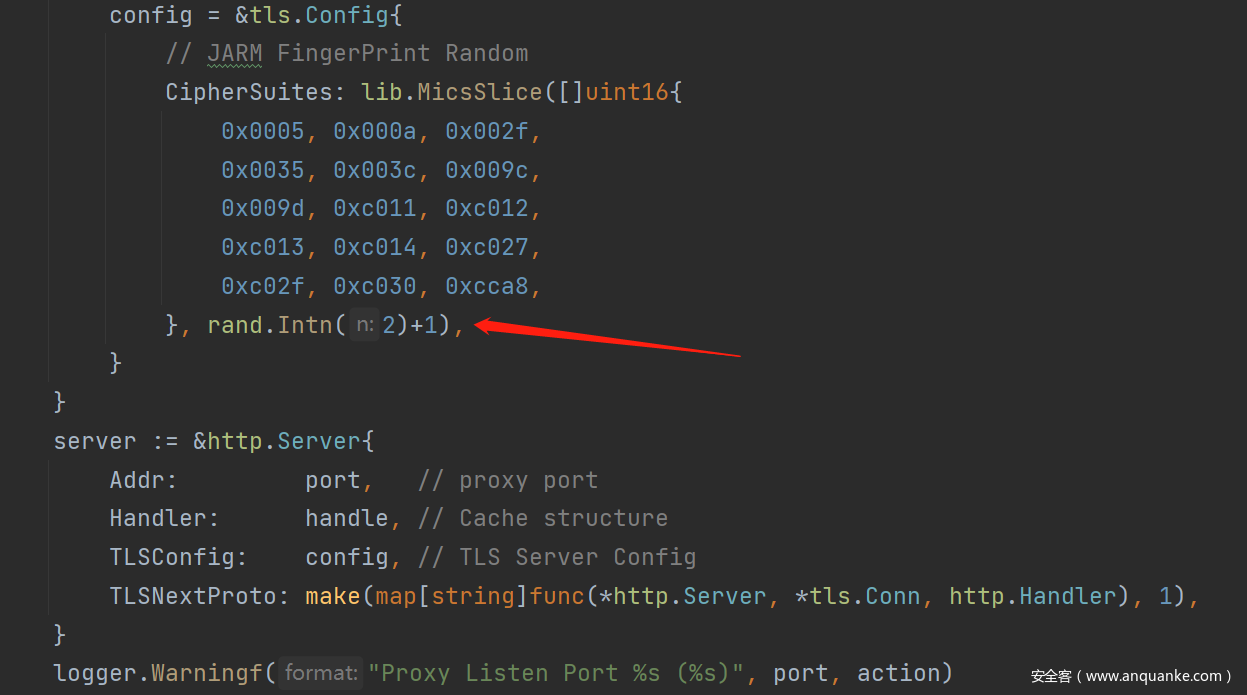 config = &tls.Config{
// JARM FingerPrint Random
CipherSuites: lib.MicsSlice([]uint16{
0x0005, 0x000a, 0x002f,
0x0035, 0x003c, 0x009c,
0x009d, 0xc011, 0xc012,
0xc013, 0xc014, 0xc027,
0xc02f, 0xc030, 0xcca8,
}, rand.Intn( n: 2)+1),
}
}
server := &http.Server{
Addr: port, // proxy port
Handler: handle, // Cache structure
TLSConfig: config, // TLS Server Config
TLSNextProto: make(map[string]func(*http.Server, *tls.Conn, http.Handler), 1),
}
logger.Warningf( format: "Proxy Listen Port %s (%s)", port, action)
安全客 ( www.anquanke.com )